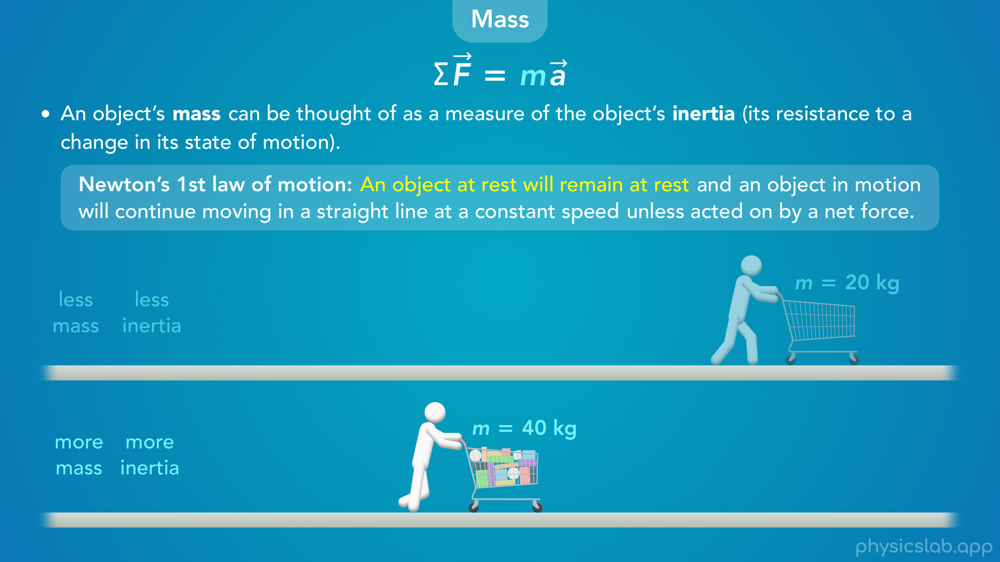 Mass
ΣF⃗ = ma⃗
• An object’s mass can be thought of as a measure of the object’s inertia (its resistance to a
change in its state of motion).
Newton’s 1st law of motion: An object at rest will remain at rest and an object in motion
will continue moving in a straight line at a constant speed unless acted on by a net force.
m = 20 kg
less less
mass inertia
m = 40 kg
more more
mass inertia
physicslab.app